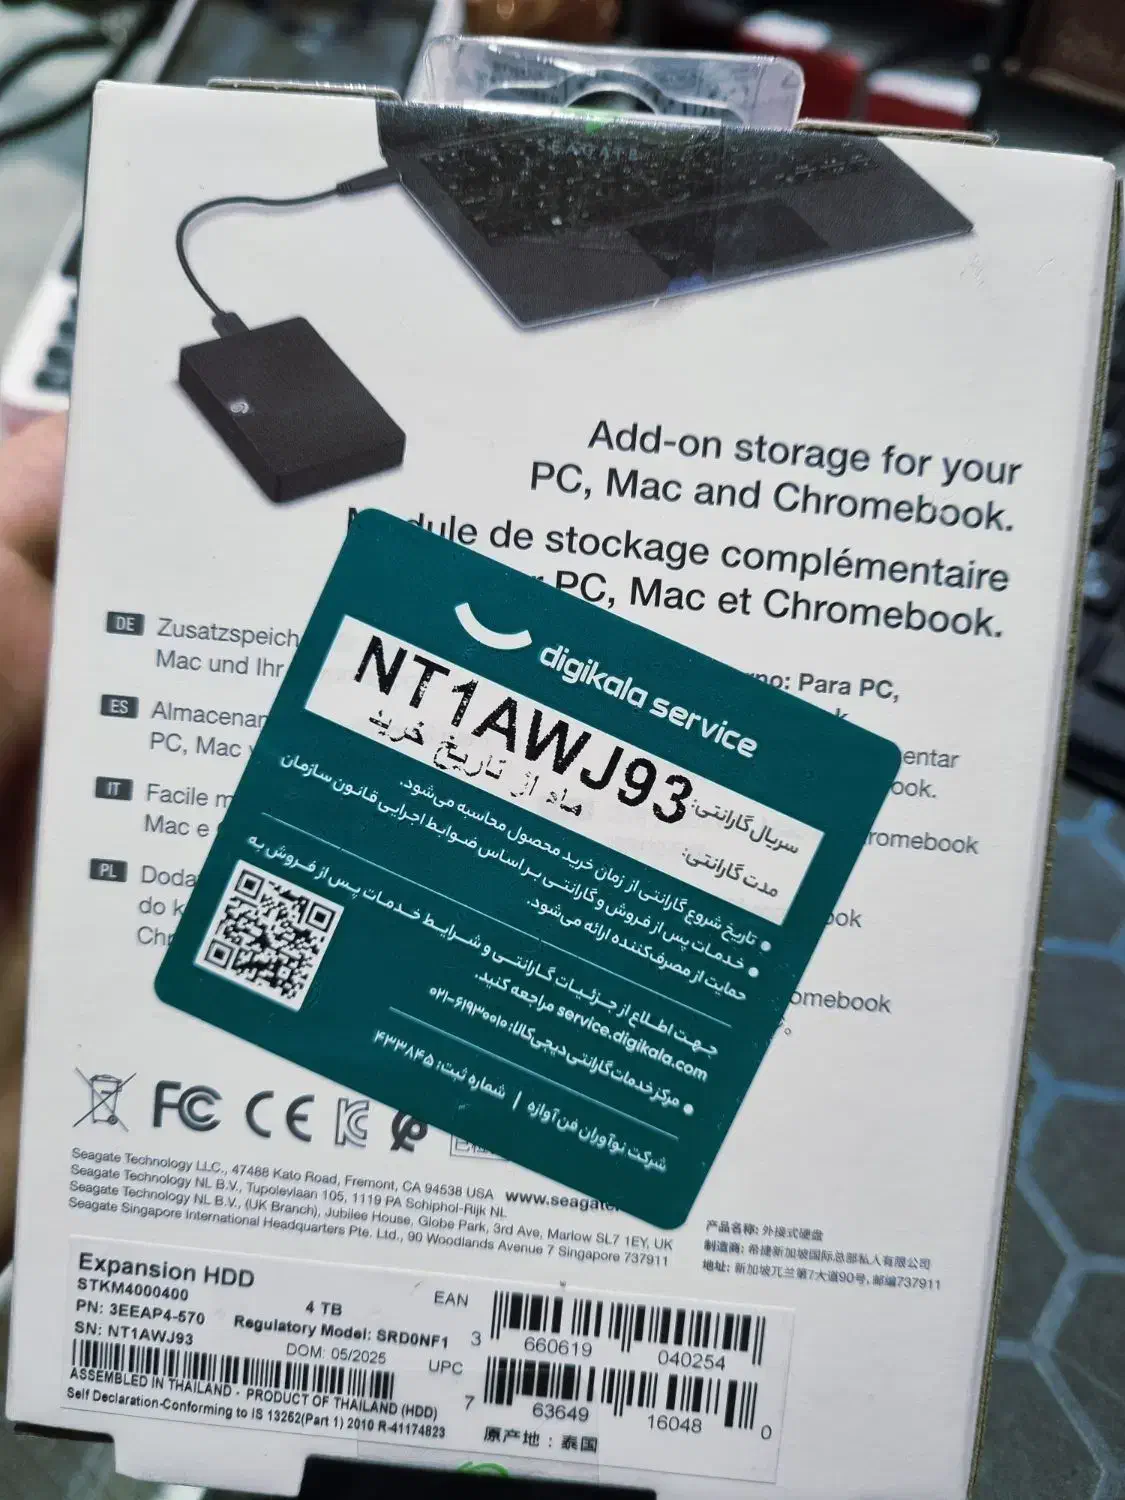 SEAGATE
Add-on storage for your
PC, Mac and Chromebook.
Module de stockage complémentaire
PC, Mac et Chromebook.
DE Zusatzspeich
Mac und Ihr
no: Para PC,
ES Almacenar
PC, Mac
entar
ook.
IT Facile m
Mac e
romebook
PL Doda
do k
Chr
ook
omebook
digikala service
سریال گارانتی:
NT1AWJ93
مدت گارانتی:
ماه از تاریخ خرید
• تاریخ شروع گارانتی از زمان خرید محصول محاسبه می‌شود.
• خدمات پس از فروش و گارانتی بر اساس ضوابط اجرایی قانون سازمان
حمایت از مصرف‌کننده ارائه می‌شود.
جهت اطلاع از جزئیات گارانتی و شرایط خدمات پس از فروش به
service.digikala.com مراجعه کنید.
• مرکز خدمات گارانتی دیجی‌کالا: ۰۲۱-۶۱۹۳۰۰۱۰
شرکت نوآوران فن آوازه | شماره ثبت: ۴۳۳۸۴۵
FC CE
Seagate Technology LLC., 47488 Kato Road, Fremont, CA 94538 USA www.seagate.
Seagate Technology NL B.V., Tupolevlaan 105, 1119 PA Schiphol-Rijk NL
Seagate Technology NL B.V., (UK Branch), Jubilee House, Globe Park, 3rd Ave, Marlow SL7 1EY, UK
Seagate Singapore International Headquarters Pte. Ltd., 90 Woodlands Avenue 7 Singapore 737911
产品名称: 外接式硬盘
制造商: 希捷新加坡国际总部私人有限公司
地址: 新加坡兀兰第7大道90号, 邮编737911
Expansion HDD
STKM4000400
4 TB
PN: 3EEAP4-570
Regulatory Model: SRD0NF1
SN: NT1AWJ93
DOM: 05/2025
ASSEMBLED IN THAILAND - PRODUCT OF THAILAND (HDD)
Self Declaration-Conforming to IS 13252(Part 1) 2010 R-41174823
EAN
3 660619 040254
UPC
7 63649 16048 0
原产地：泰国